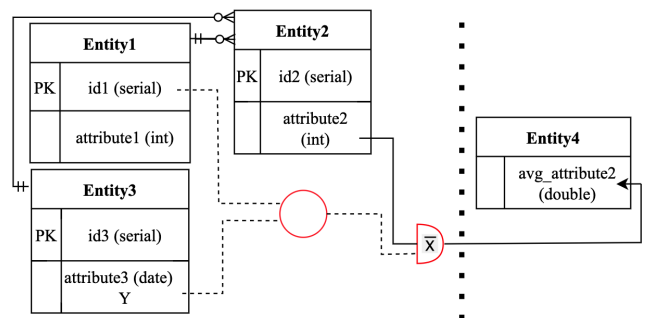 Entity1
PK id1 (serial)
attribute1 (int)
Entity2
PK id2 (serial)
attribute2
(int)
Entity3
PK id3 (serial)
attribute3 (date)
Y
X̅
Entity4
avg_attribute2
(double)